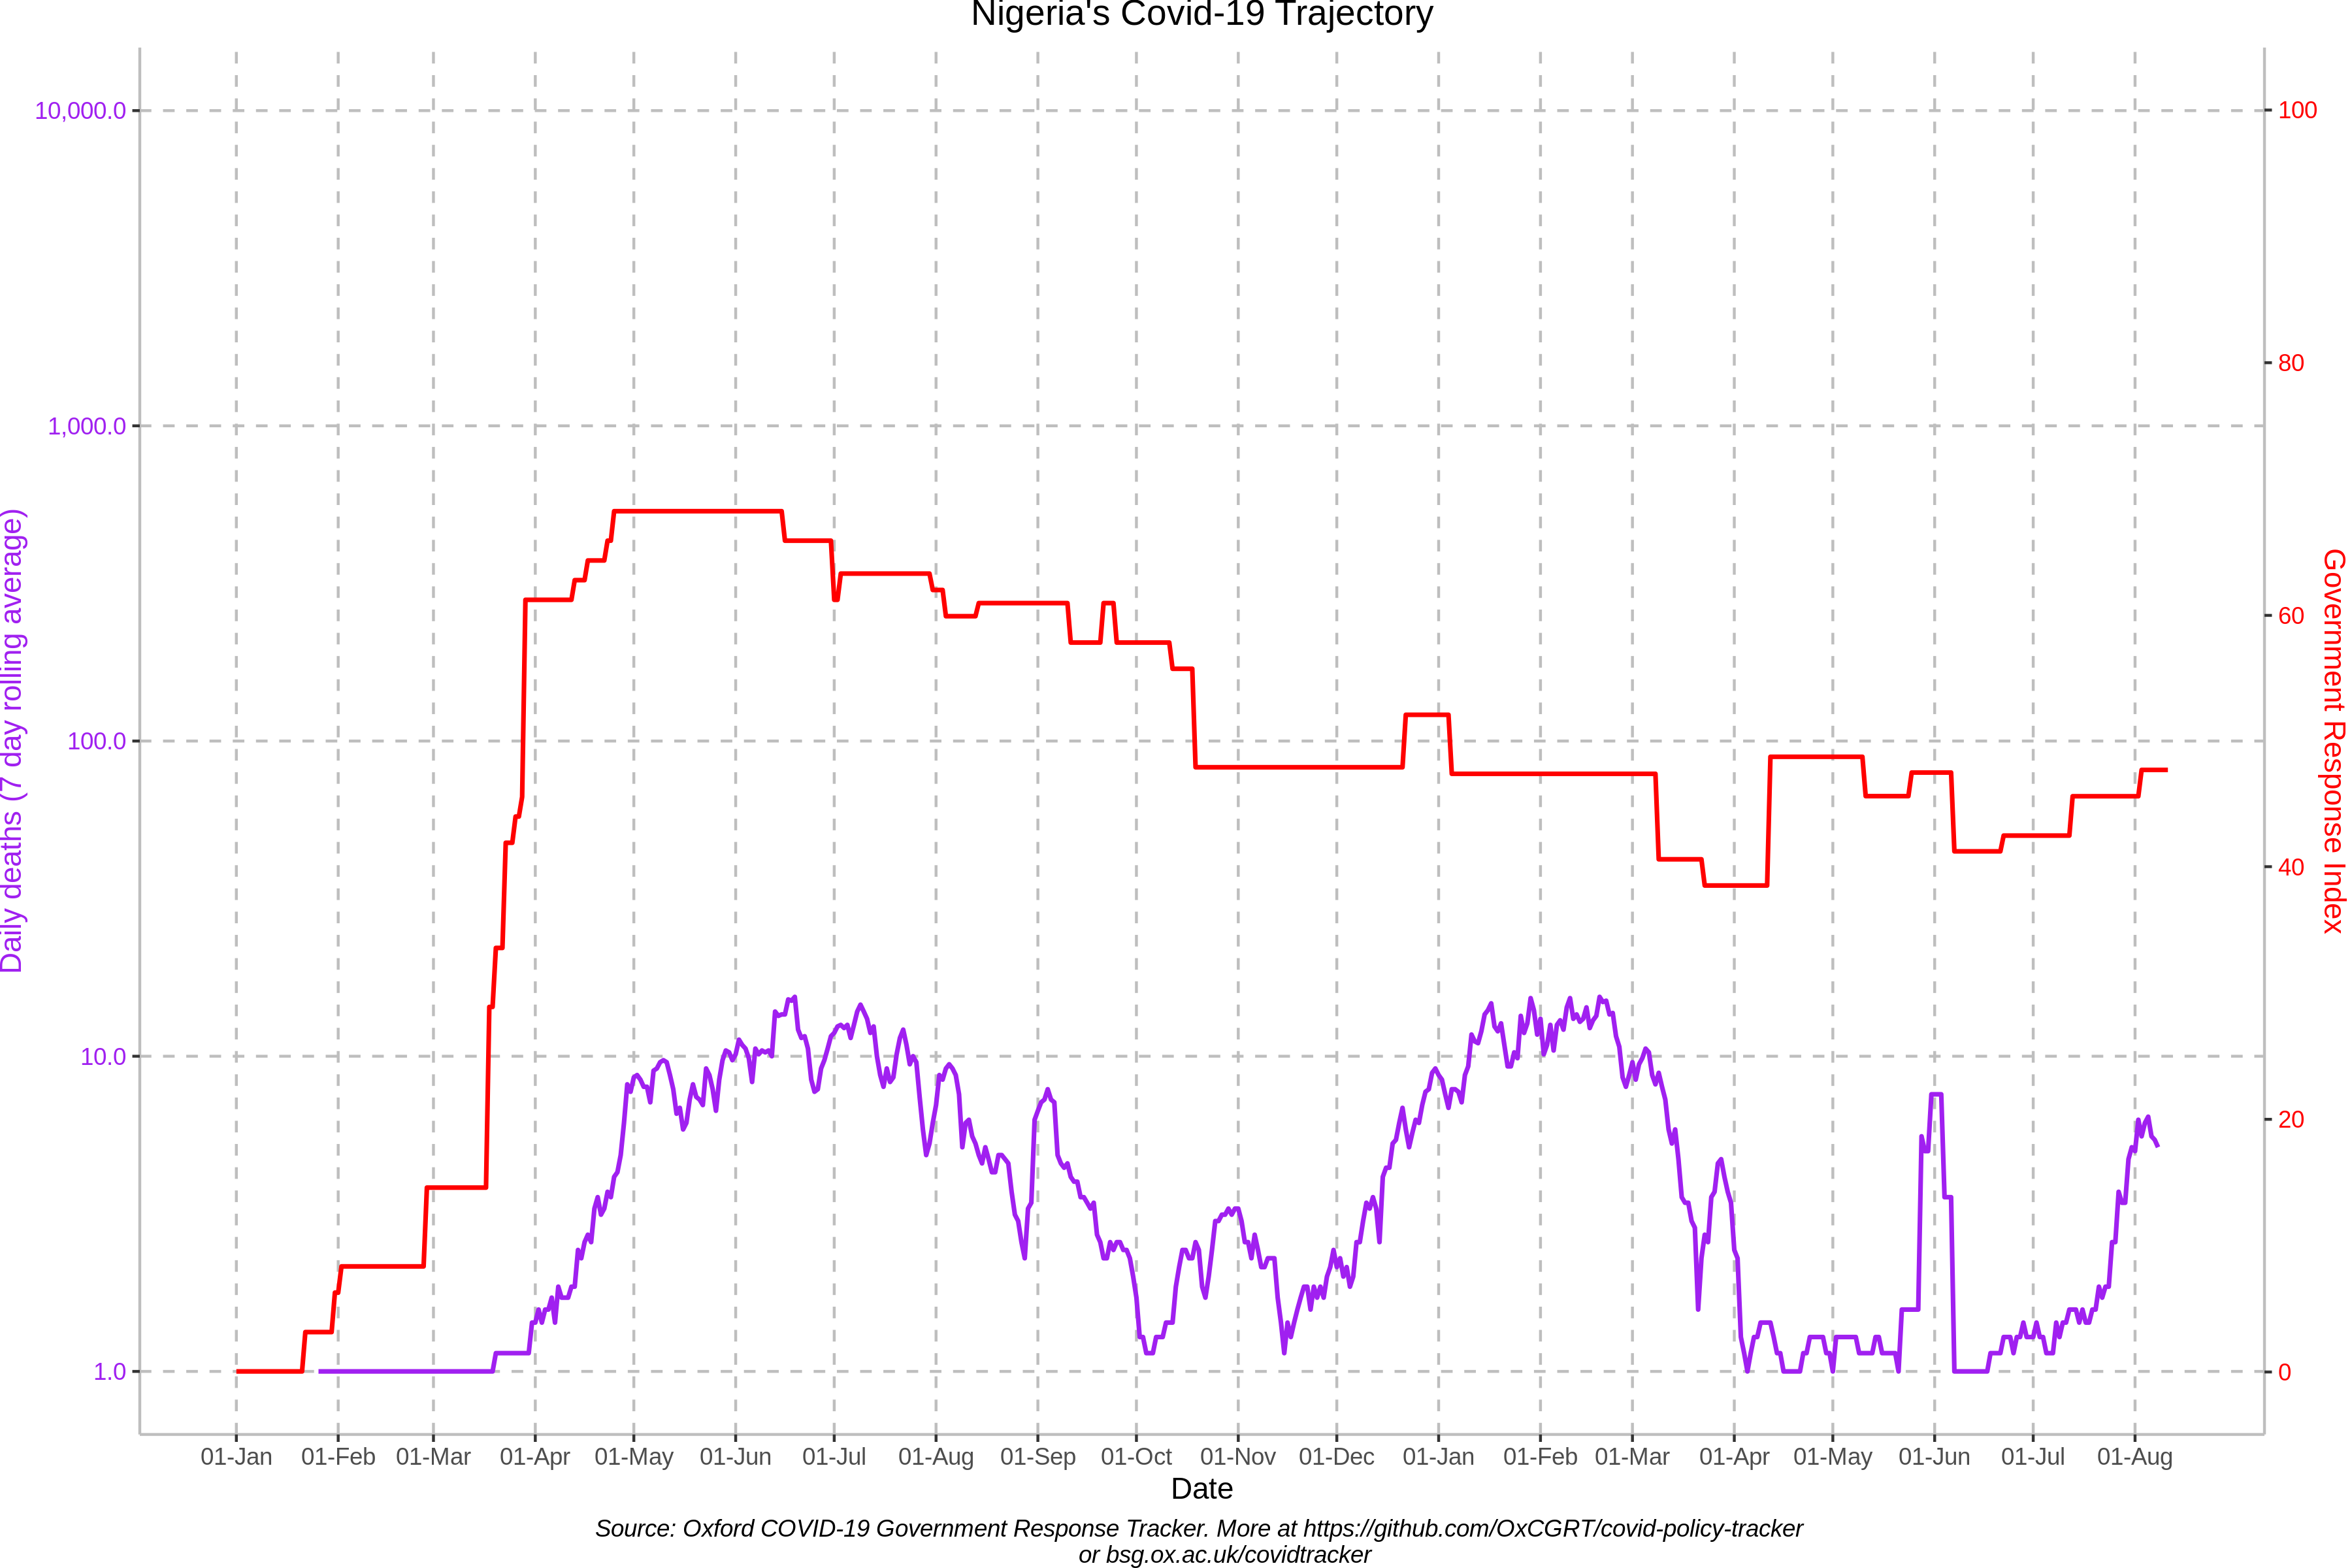 Nigeria's Covid-19 Trajectory
10,000.0
1,000.0
100.0
10.0
1.0
Daily deaths (7 day rolling average)
100
80
60
40
20
0
Government Response Index
01-Jan 01-Feb 01-Mar 01-Apr 01-May 01-Jun 01-Jul 01-Aug 01-Sep 01-Oct 01-Nov 01-Dec 01-Jan 01-Feb 01-Mar 01-Apr 01-May 01-Jun 01-Jul 01-Aug
Date
Source: Oxford COVID-19 Government Response Tracker. More at https://github.com/OxCGRT/covid-policy-tracker
or bsg.ox.ac.uk/covidtracker